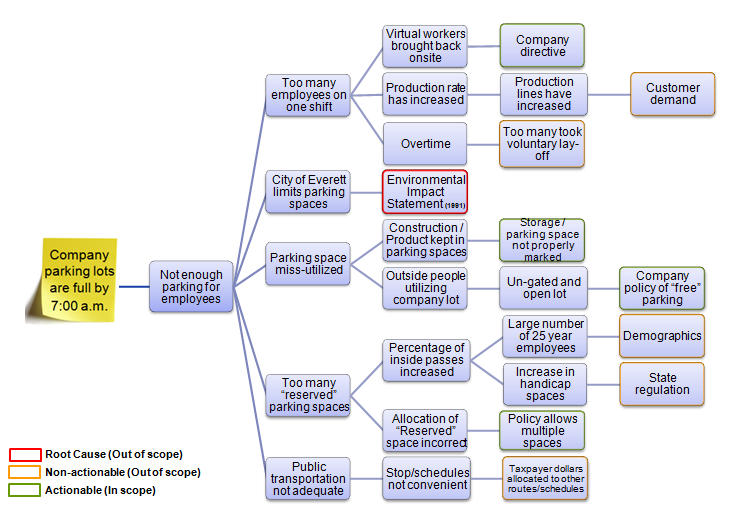 Company
parking lots
are full by
7:00 a.m.
Not enough
parking for
employees
Too many
employees on
one shift
Virtual workers
brought back
onsite
Company
directive
Production rate
has increased
Production
lines have
increased
Customer
demand
Overtime
Too many took
voluntary lay-
off
City of Everett
limits parking
spaces
Environmental
Impact
Statement (1991)
Parking space
miss-utilized
Construction /
Product kept in
parking spaces
Storage /
parking space
not properly
marked
Outside people
utilizing
company lot
Un-gated and
open lot
Company
policy of “free”
parking
Too many
“reserved”
parking spaces
Percentage of
inside passes
increased
Large number
of 25 year
employees
Demographics
Increase in
handicap
spaces
State
regulation
Allocation of
“Reserved”
space incorrect
Policy allows
multiple
spaces
Public
transportation
not adequate
Stop/schedules
not convenient
Taxpayer dollars
allocated to other
routes/schedules
Root Cause (Out of scope)
Non-actionable (Out of scope)
Actionable (In scope)